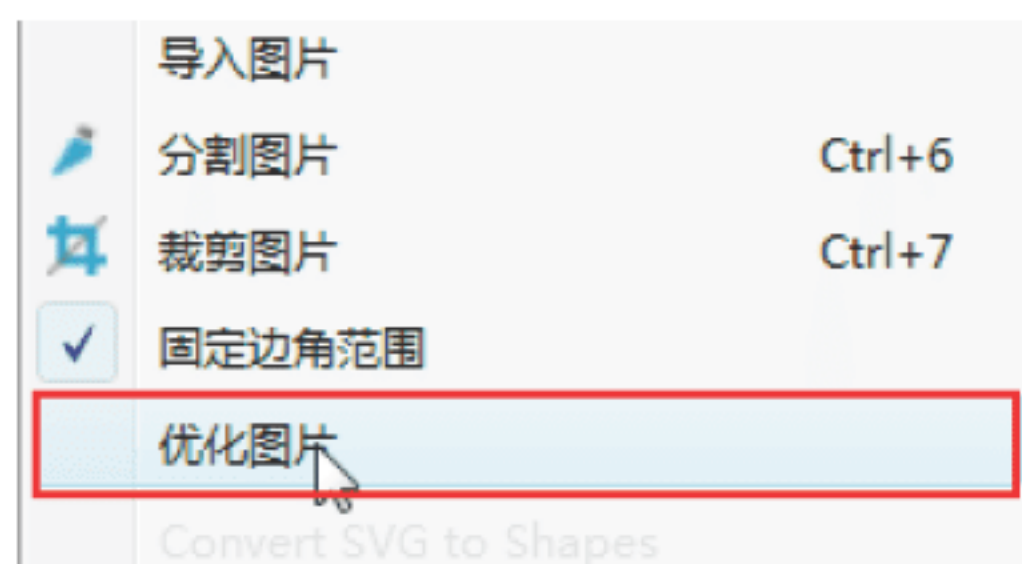 导入图片
分割图片 Ctrl+6
裁剪图片 Ctrl+7
固定边角范围
优化图片
Convert SVG to Shapes